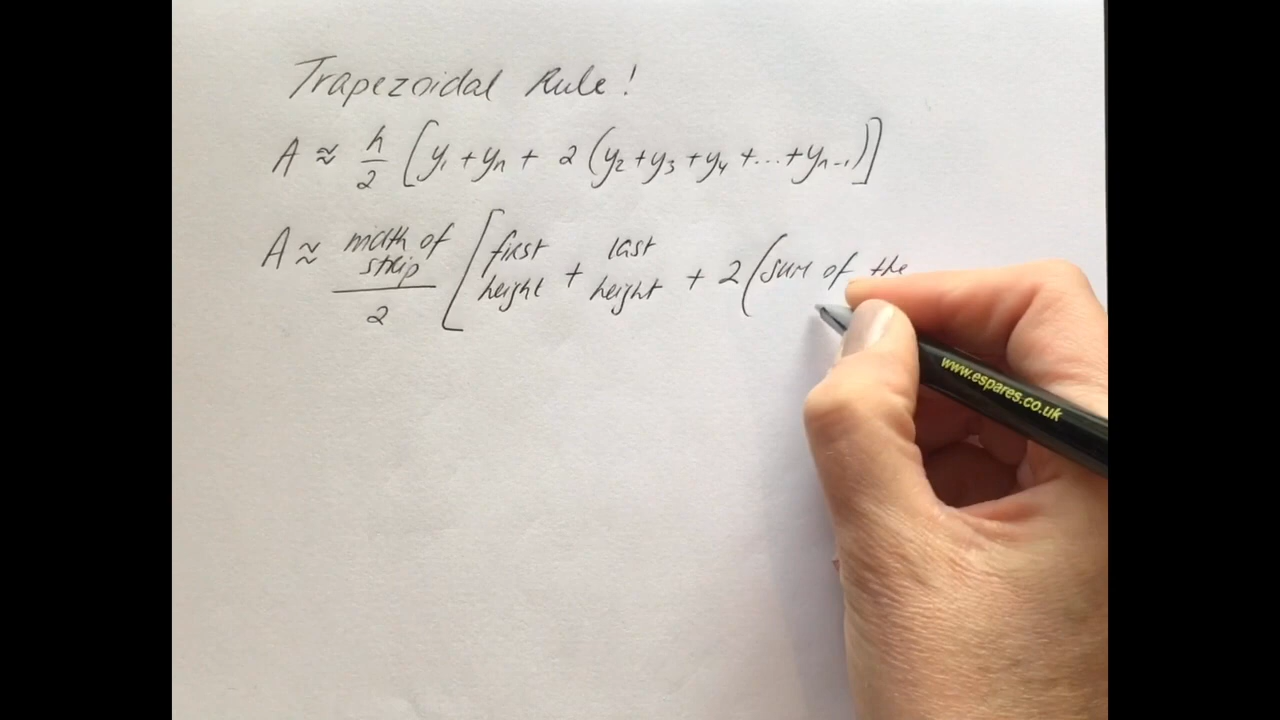 Trapezoidal Rule!
A ≈ h/2 [y₁ + yₙ + 2 (y₂ + y₃ + y₄ + ... + yₙ₋₁)]
A ≈ width of strip / 2 [first height + last height + 2 (sum of the
www.espares.co.uk